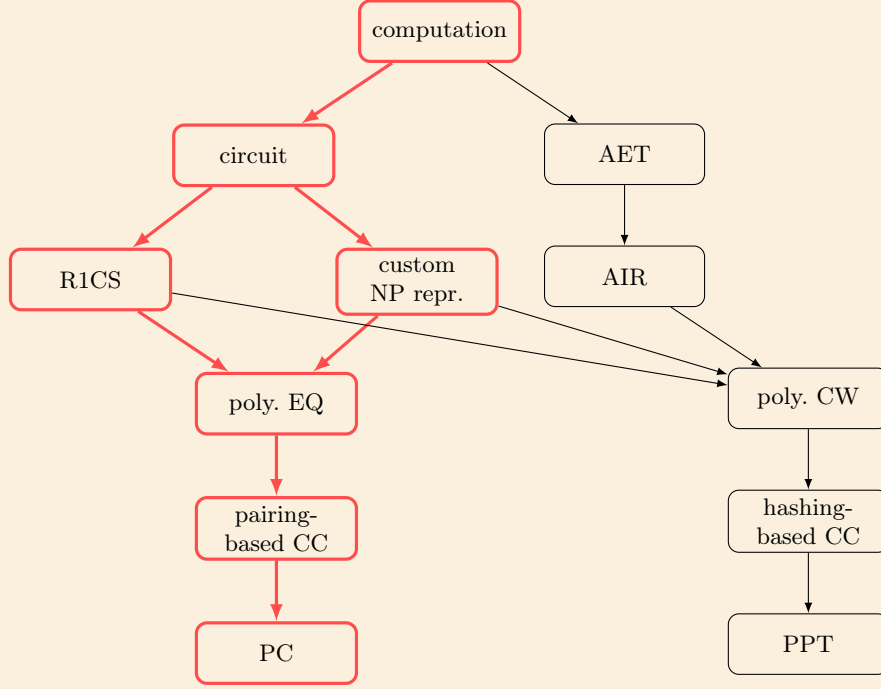 computation
circuit
AET
R1CS
custom
NP repr.
AIR
poly. EQ
poly. CW
pairing-
based CC
hashing-
based CC
PC
PPT